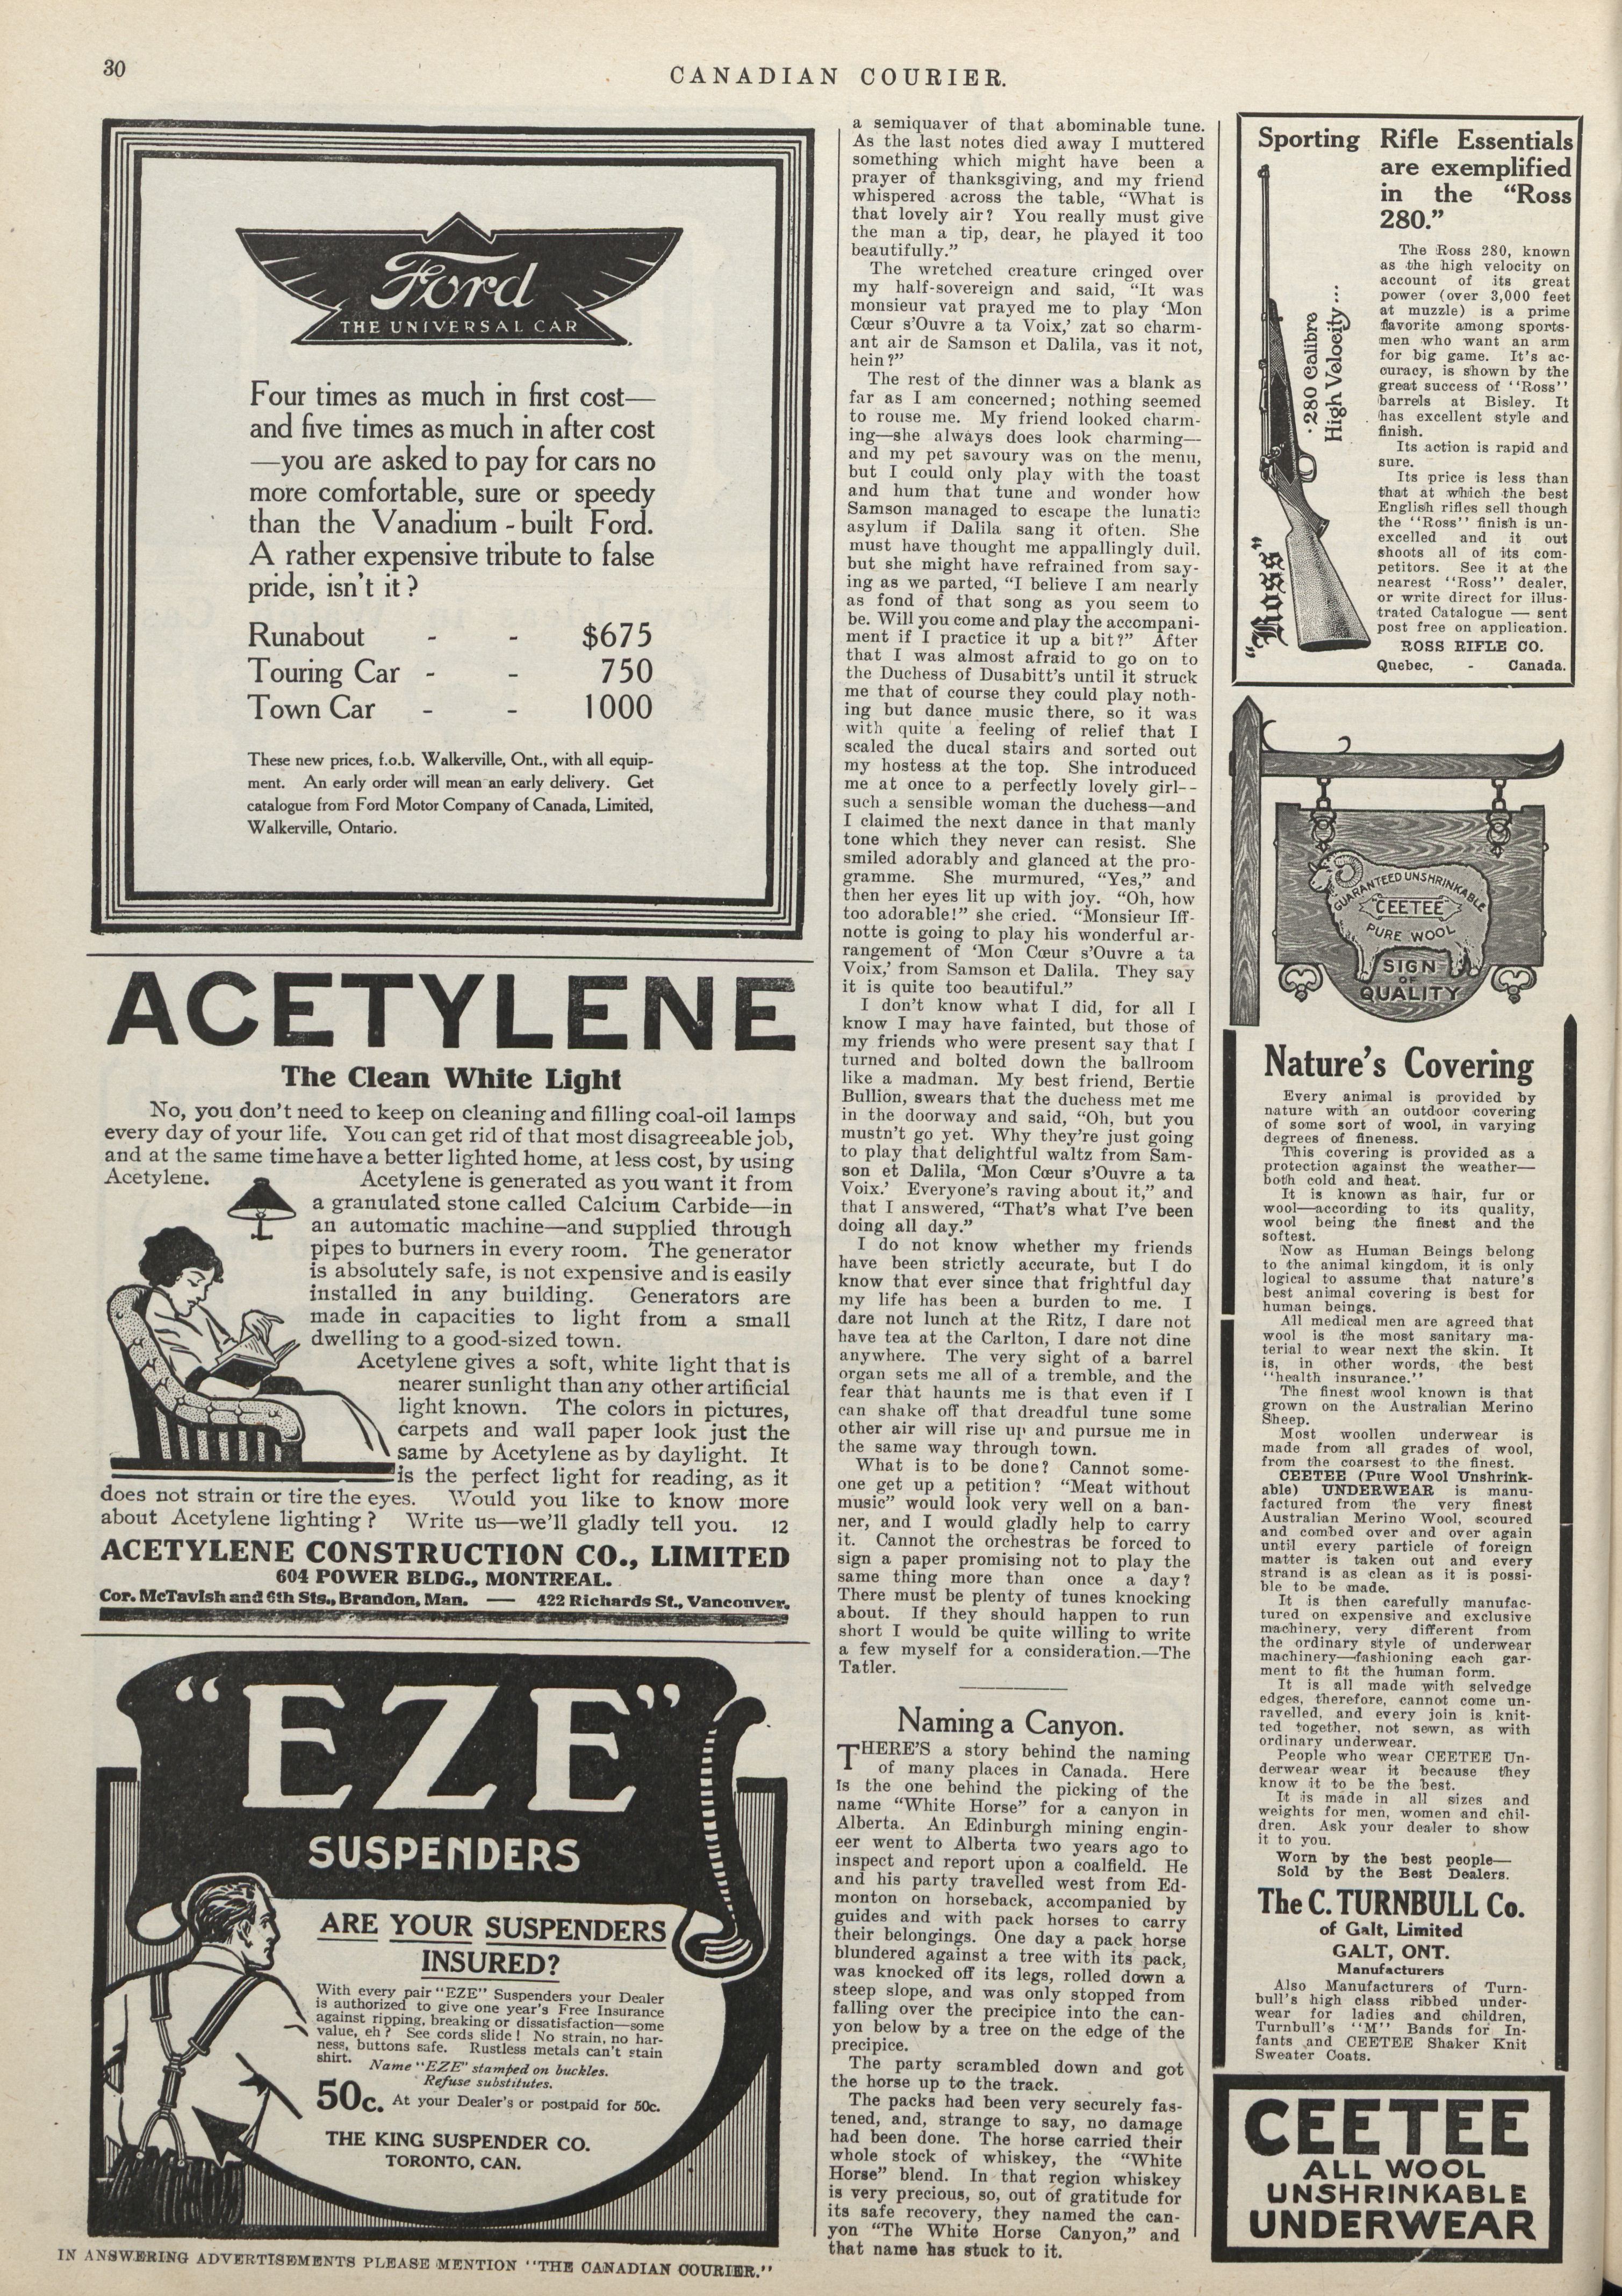 30
CANADIAN COURIER.
Ford
THE UNIVERSAL CAR
Four times as much in first cost—
and five times as much in after cost
—you are asked to pay for cars no
more comfortable, sure or speedy
than the Vanadium-built Ford.
A rather expensive tribute to false
pride, isn't it?
Runabout - - $675
Touring Car - - 750
Town Car - - 1000
These new prices, f.o.b. Walkerville, Ont., with all equip-
ment. An early order will mean an early delivery. Get
catalogue from Ford Motor Company of Canada, Limited,
Walkerville, Ontario.
ACETYLENE
The Clean White Light
No, you don't need to keep on cleaning and filling coal-oil lamps
every day of your life. You can get rid of that most disagreeable job,
and at the same time have a better lighted home, at less cost, by using
Acetylene. Acetylene is generated as you want it from
a granulated stone called Calcium Carbide—in
an automatic machine—and supplied through
pipes to burners in every room. The generator
is absolutely safe, is not expensive and is easily
installed in any building. Generators are
made in capacities to light from a small
dwelling to a good-sized town.
Acetylene gives a soft, white light that is
nearer sunlight than any other artificial
light known. The colors in pictures,
carpets and wall paper look just the
same by Acetylene as by daylight. It
is the perfect light for reading, as it
does not strain or tire the eyes. Would you like to know more
about Acetylene lighting? Write us—we'll gladly tell you. 12
ACETYLENE CONSTRUCTION CO., LIMITED
604 POWER BLDG., MONTREAL.
Cor. McTavish and 6th Sts., Brandon, Man. — 422 Richards St., Vancouver.
"EZE"
SUSPENDERS
ARE YOUR SUSPENDERS
INSURED?
With every pair "EZE" Suspenders your Dealer
is authorized to give one year's Free Insurance
against ripping, breaking or dissatisfaction—some
value, eh? See cords slide! No strain, no har-
ness, buttons safe. Rustless metals can't stain
shirt. Name "EZE" stamped on buckles.
Refuse substitutes.
50c. At your Dealer's or postpaid for 50c.
THE KING SUSPENDER CO.
TORONTO, CAN.
IN ANSWERING ADVERTISEMENTS PLEASE MENTION "THE CANADIAN COURIER."
a semiquaver of that abominable tune.
As the last notes died away I muttered
something which might have been a
prayer of thanksgiving, and my friend
whispered across the table, "What is
that lovely air? You really must give
the man a tip, dear, he played it too
beautifully."
The wretched creature cringed over
my half-sovereign and said, "It was
monsieur vat prayed me to play 'Mon
Cœur s'Ouvre a ta Voix,' zat so charm-
ant air de Samson et Dalila, vas it not,
hein?"
The rest of the dinner was a blank as
far as I am concerned; nothing seemed
to rouse me. My friend looked charm-
ing—she always does look charming—
and my pet savoury was on the menu,
but I could only play with the toast
and hum that tune and wonder how
Samson managed to escape the lunatic
asylum if Dalila sang it often. She
must have thought me appallingly dull,
but she might have refrained from say-
ing as we parted, "I believe I am nearly
as fond of that song as you seem to
be. Will you come and play the accompani-
ment if I practice it up a bit?" After
that I was almost afraid to go on to
the Duchess of Dusabitt's until it struck
me that of course they could play noth-
ing but dance music there, so it was
with quite a feeling of relief that I
scaled the ducal stairs and sorted out
my hostess at the top. She introduced
me at once to a perfectly lovely girl--
such a sensible woman the duchess—and
I claimed the next dance in that manly
tone which they never can resist. She
smiled adorably and glanced at the pro-
gramme. She murmured, "Yes," and
then her eyes lit up with joy. "Oh, how
too adorable!" she cried. "Monsieur Iff-
notte is going to play his wonderful ar-
rangement of 'Mon Cœur s'Ouvre a ta
Voix,' from Samson et Dalila. They say
it is quite too beautiful."
I don't know what I did, for all I
know I may have fainted, but those of
my friends who were present say that I
turned and bolted down the ballroom
like a madman. My best friend, Bertie
Bullion, swears that the duchess met me
in the doorway and said, "Oh, but you
mustn't go yet. Why they're just going
to play that delightful waltz from Sam-
son et Dalila, 'Mon Cœur s'Ouvre a ta
Voix.' Everyone's raving about it," and
that I answered, "That's what I've been
doing all day."
I do not know whether my friends
have been strictly accurate, but I do
know that ever since that frightful day
my life has been a burden to me. I
dare not lunch at the Ritz, I dare not
have tea at the Carlton, I dare not dine
anywhere. The very sight of a barrel
organ sets me all of a tremble, and the
fear that haunts me is that even if I
can shake off that dreadful tune some
other air will rise up and pursue me in
the same way through town.
What is to be done? Cannot some-
one get up a petition? "Meat without
music" would look very well on a ban-
ner, and I would gladly help to carry
it. Cannot the orchestras be forced to
sign a paper promising not to play the
same thing more than once a day?
There must be plenty of tunes knocking
about. If they should happen to run
short I would be quite willing to write
a few myself for a consideration.—The
Tatler.
Naming a Canyon.
THERE'S a story behind the naming
of many places in Canada. Here
is the one behind the picking of the
name "White Horse" for a canyon in
Alberta. An Edinburgh mining engin-
eer went to Alberta two years ago to
inspect and report upon a coalfield. He
and his party travelled west from Ed-
monton on horseback, accompanied by
guides and with pack horses to carry
their belongings. One day a pack horse
blundered against a tree with its pack,
was knocked off its legs, rolled down a
steep slope, and was only stopped from
falling over the precipice into the can-
yon below by a tree on the edge of the
precipice.
The party scrambled down and got
the horse up to the track.
The packs had been very securely fas-
tened, and, strange to say, no damage
had been done. The horse carried their
whole stock of whiskey, the "White
Horse" blend. In that region whiskey
is very precious, so, out of gratitude for
its safe recovery, they named the can-
yon "The White Horse Canyon," and
that name has stuck to it.
Sporting Rifle Essentials
are exemplified
in the "Ross
280."
"Ross"
.280 Calibre
High Velocity...
The Ross 280, known
as the high velocity on
account of its great
power (over 3,000 feet
at muzzle) is a prime
favorite among sports-
men who want an arm
for big game. It's ac-
curacy, is shown by the
great success of "Ross"
barrels at Bisley. It
has excellent style and
finish.
Its action is rapid and
sure.
Its price is less than
that at which the best
English rifles sell though
the "Ross" finish is un-
excelled and it out
shoots all of its com-
petitors. See it at the
nearest "Ross" dealer,
or write direct for illus-
trated Catalogue — sent
post free on application.
ROSS RIFLE CO.
Quebec, - Canada.
GUARANTEED UNSHRINKABLE
CEETEE
PURE WOOL
SIGN
OF
QUALITY
Nature's Covering
Every animal is provided by
nature with an outdoor covering
of some sort of wool, in varying
degrees of fineness.
This covering is provided as a
protection against the weather—
both cold and heat.
It is known as hair, fur or
wool—according to its quality,
wool being the finest and the
softest.
Now as Human Beings belong
to the animal kingdom, it is only
logical to assume that nature's
best animal covering is best for
human beings.
All medical men are agreed that
wool is the most sanitary ma-
terial to wear next the skin. It
is, in other words, the best
"health insurance."
The finest wool known is that
grown on the Australian Merino
Sheep.
Most woollen underwear is
made from all grades of wool,
from the coarsest to the finest.
CEETEE (Pure Wool Unshrink-
able) UNDERWEAR is manu-
factured from the very finest
Australian Merino Wool, scoured
and combed over and over again
until every particle of foreign
matter is taken out and every
strand is as clean as it is possi-
ble to be made.
It is then carefully manufac-
tured on expensive and exclusive
machinery, very different from
the ordinary style of underwear
machinery—fashioning each gar-
ment to fit the human form.
It is all made with selvedge
edges, therefore, cannot come un-
ravelled, and every join is knit-
ted together, not sewn, as with
ordinary underwear.
People who wear CEETEE Un-
derwear wear it because they
know it to be the best.
It is made in all sizes and
weights for men, women and chil-
dren. Ask your dealer to show
it to you.
Worn by the best people—
Sold by the Best Dealers.
The C. TURNBULL Co.
of Galt, Limited
GALT, ONT.
Manufacturers
Also Manufacturers of Turn-
bull's high class ribbed under-
wear for ladies and children,
Turnbull's "M" Bands for In-
fants and CEETEE Shaker Knit
Sweater Coats.
CEETEE
ALL WOOL
UNSHRINKABLE
UNDERWEAR